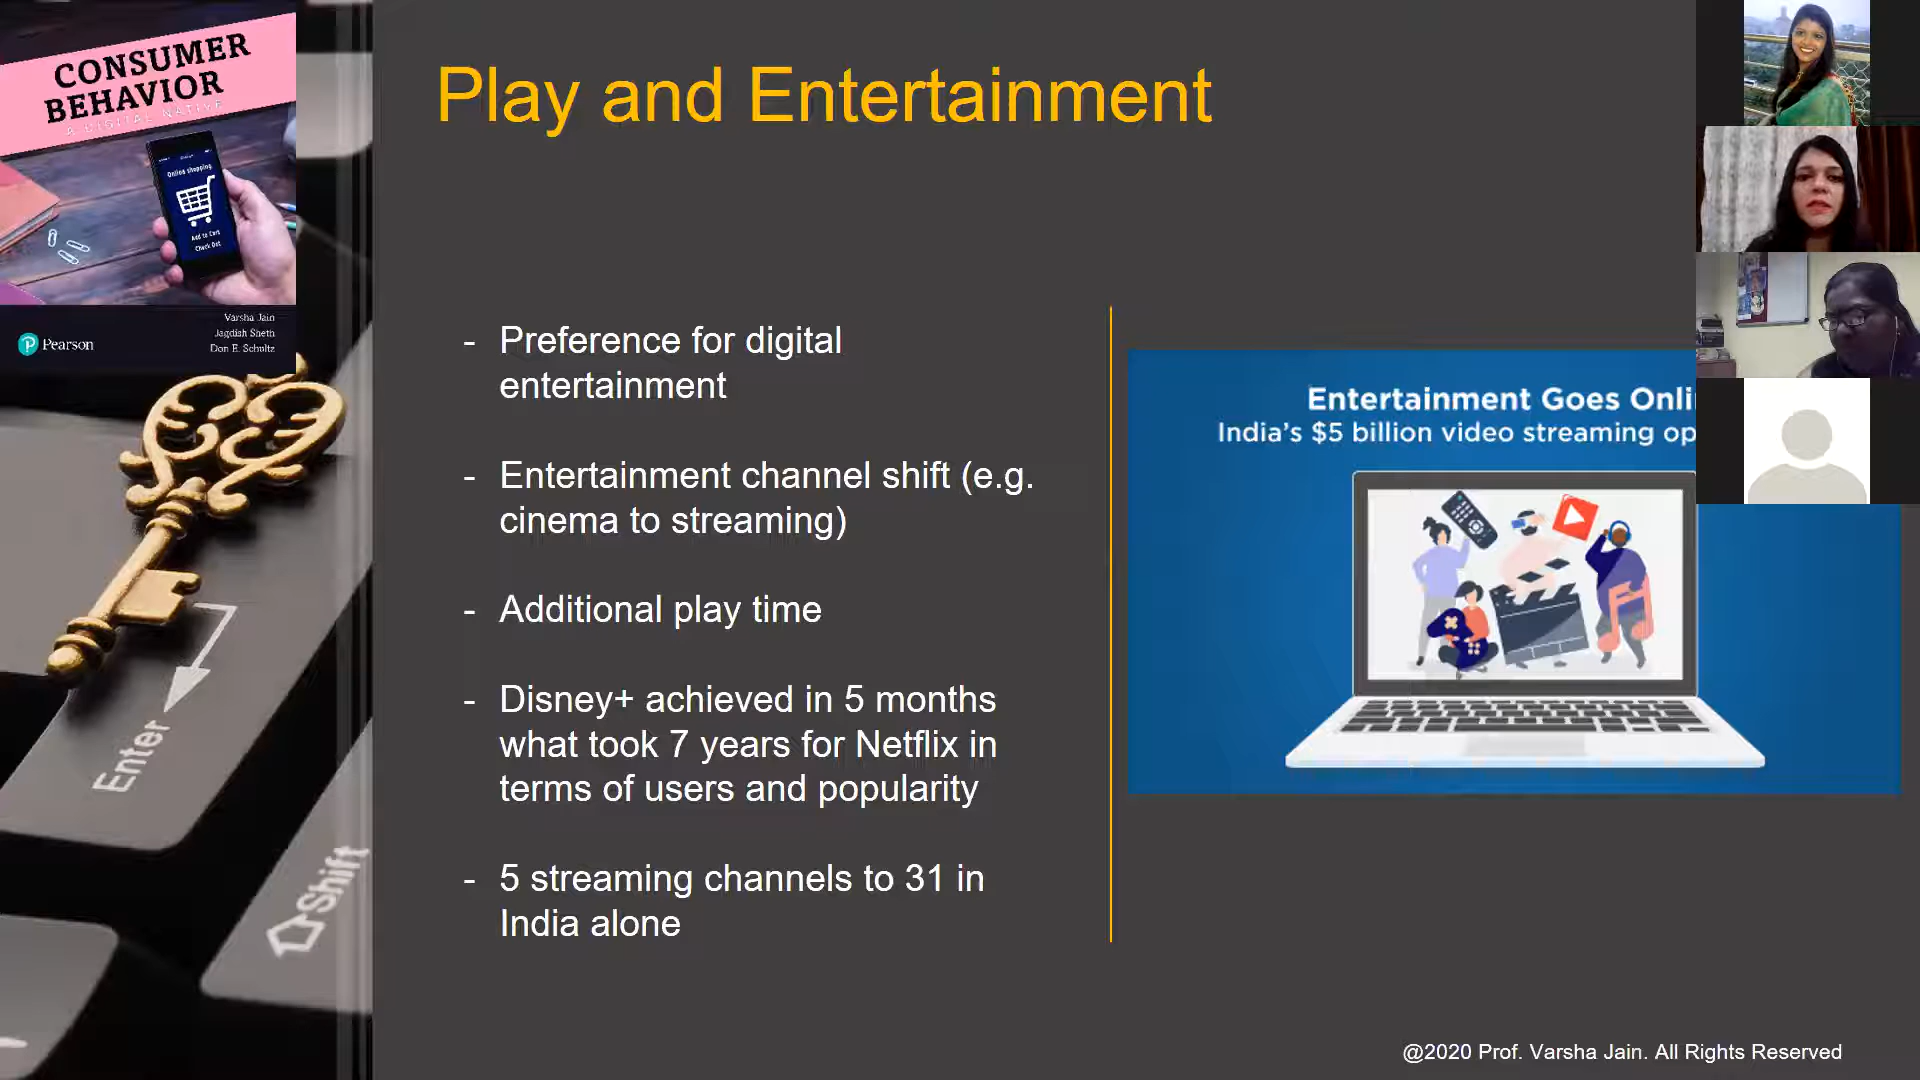 CONSUMER
BEHAVIOR
A DIGITAL NATIVE
Online shopping
Add to Cart
Check Out
Varsha Jain
Jagdish Sheth
Don E. Schultz
Pearson
Enter
Shift
Play and Entertainment
- Preference for digital
entertainment
- Entertainment channel shift (e.g.
cinema to streaming)
- Additional play time
- Disney+ achieved in 5 months
what took 7 years for Netflix in
terms of users and popularity
- 5 streaming channels to 31 in
India alone
Entertainment Goes Onli
India's $5 billion video streaming op
@2020 Prof. Varsha Jain. All Rights Reserved